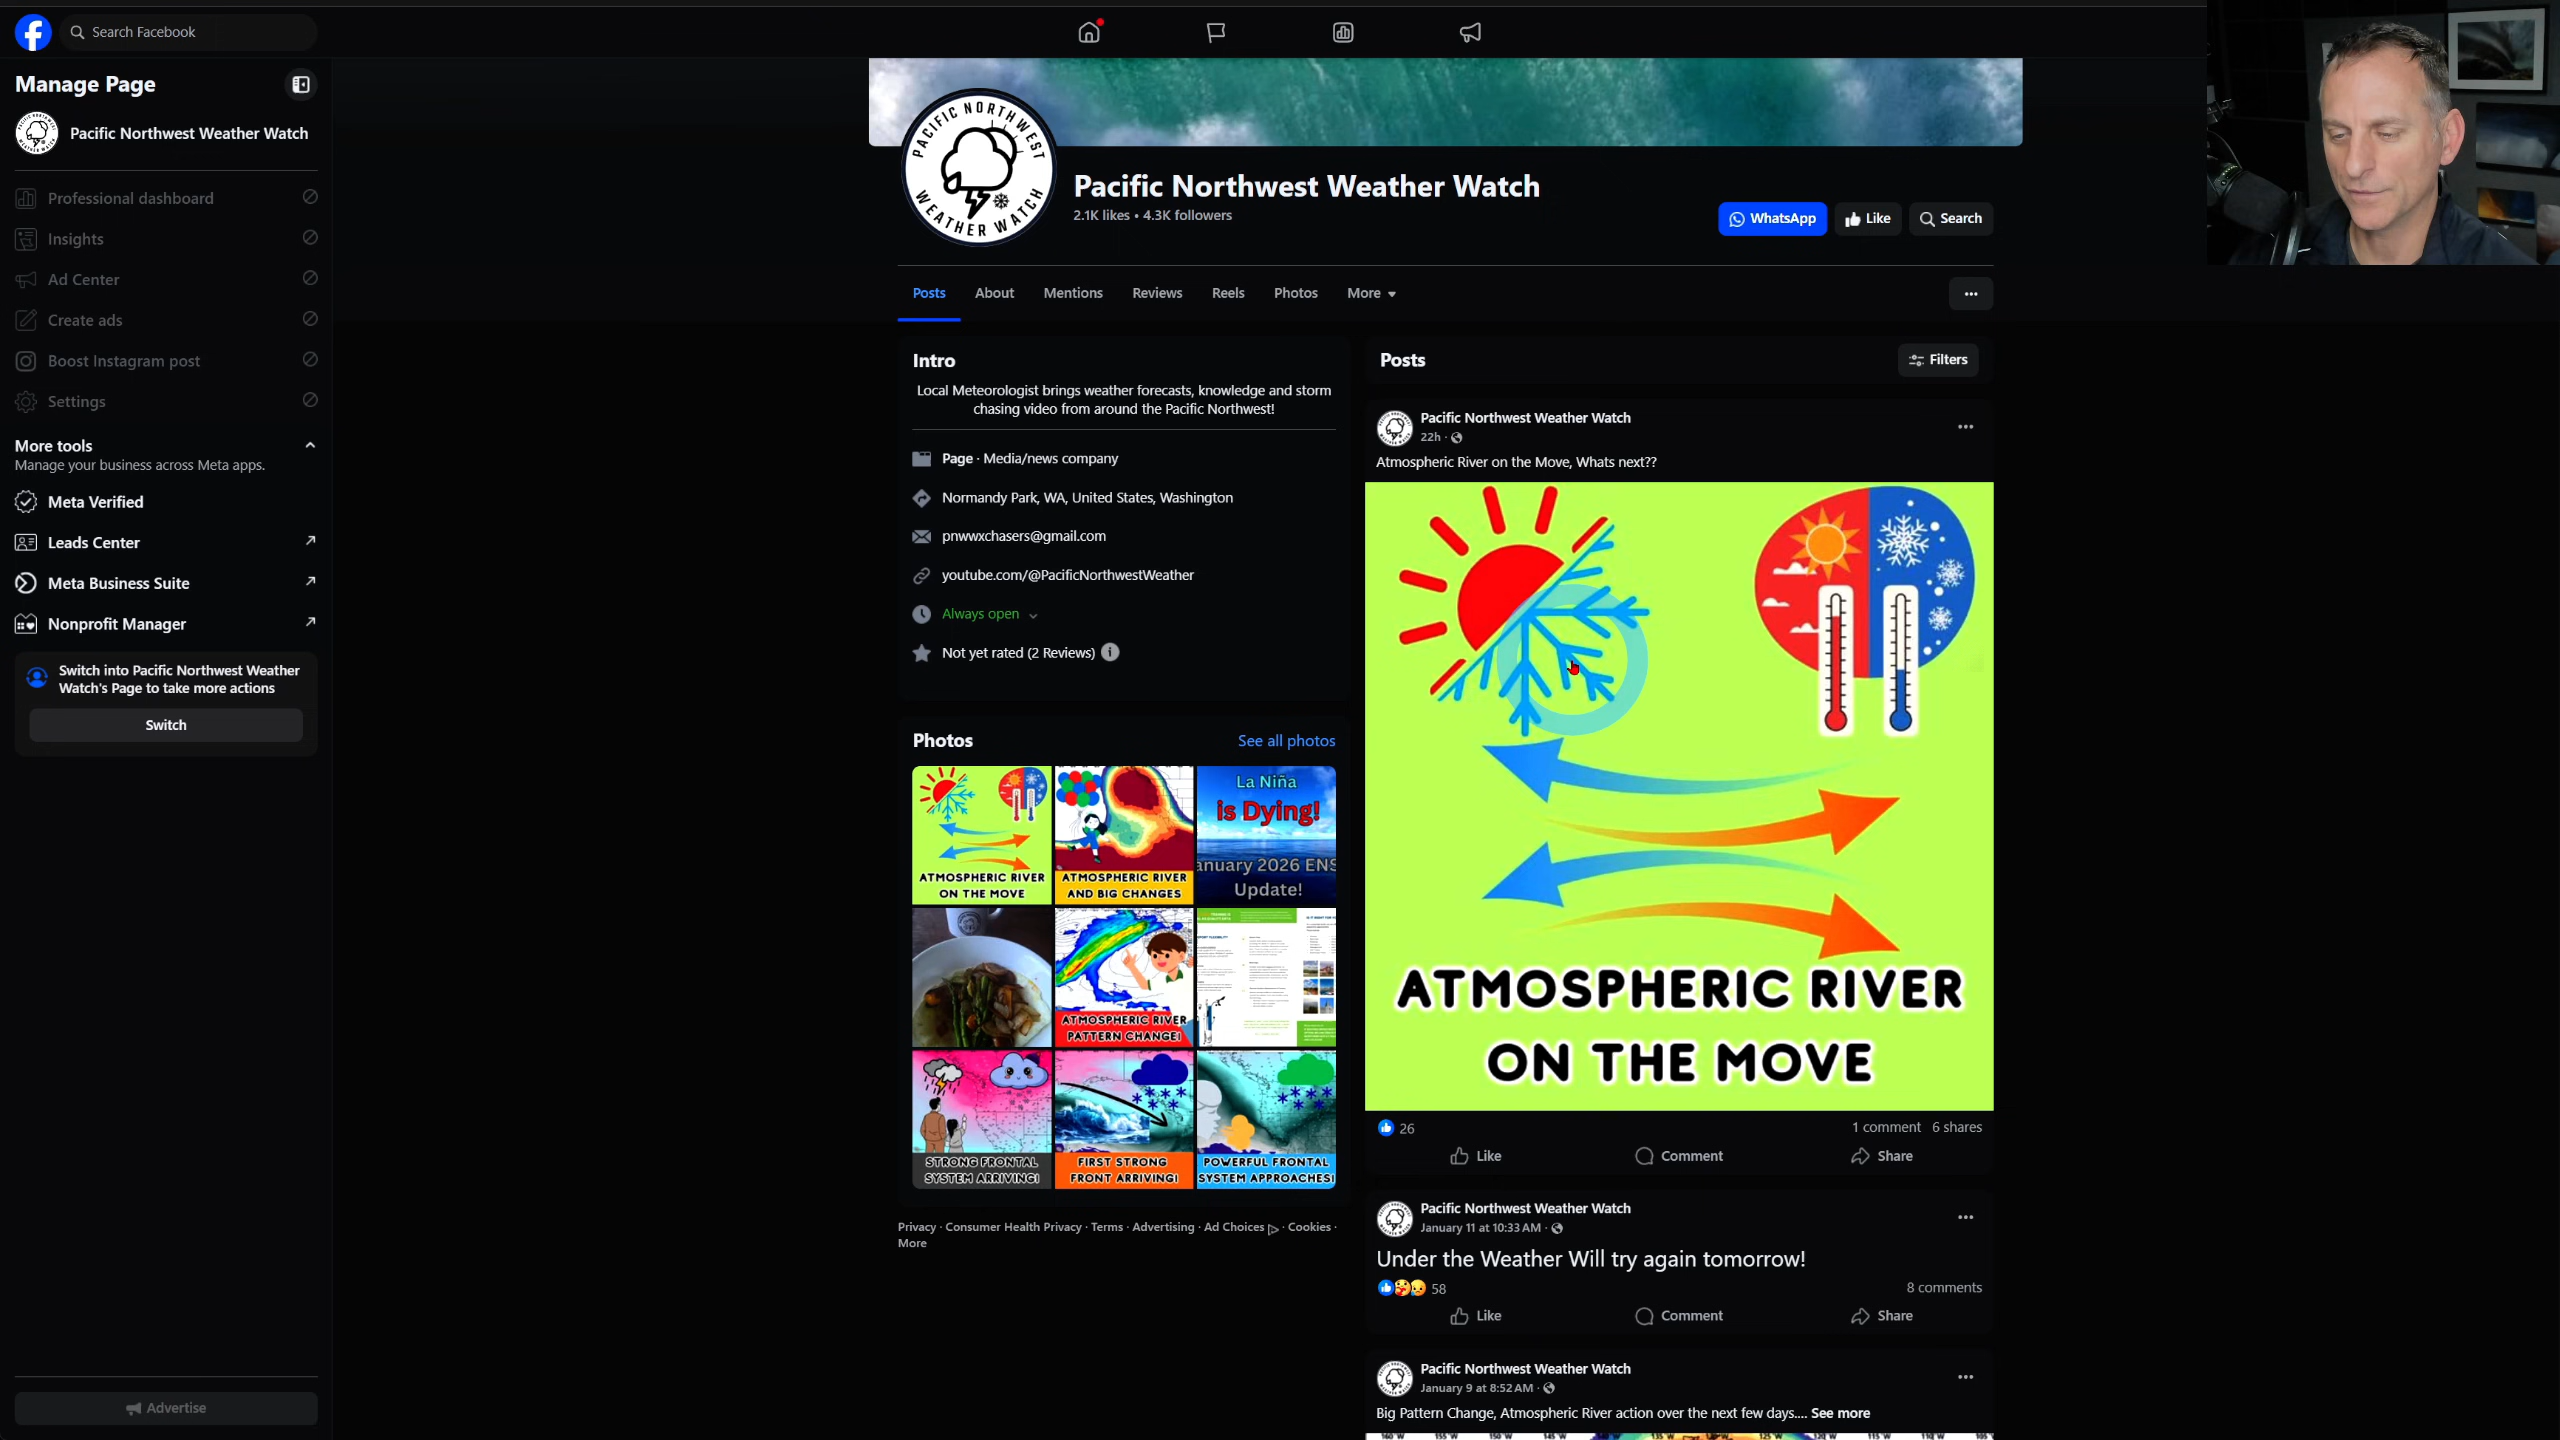 Search Facebook
Manage Page
Pacific Northwest Weather Watch
Professional dashboard
Insights
Ad Center
Create ads
Boost Instagram post
Settings
More tools
Manage your business across Meta apps.
Meta Verified
Leads Center
Meta Business Suite
Nonprofit Manager
Switch into Pacific Northwest Weather
Watch's Page to take more actions
Switch
Advertise
PACIFIC NORTHWEST
WEATHER WATCH
Pacific Northwest Weather Watch
2.1K likes • 4.3K followers
WhatsApp
Like
Search
Posts
About
Mentions
Reviews
Reels
Photos
More
Intro
Local Meteorologist brings weather forecasts, knowledge and storm
chasing video from around the Pacific Northwest!
Page · Media/news company
Normandy Park, WA, United States, Washington
pnwwxchasers@gmail.com
youtube.com/@PacificNorthwestWeather
Always open
Not yet rated (2 Reviews)
Photos
See all photos
ATMOSPHERIC RIVER
ON THE MOVE
ATMOSPHERIC RIVER
AND BIG CHANGES
La Niña
is Dying!
anuary 2026 ENS
Update!
ATMOSPHERIC RIVER
PATTERN CHANGE!
STRONG FRONTAL
SYSTEM ARRIVING!
FIRST STRONG
FRONT ARRIVING!
POWERFUL FRONTAL
SYSTEM APPROACHES!
Privacy · Consumer Health Privacy · Terms · Advertising · Ad Choices · Cookies ·
More
Posts
Filters
Pacific Northwest Weather Watch
22h ·
Atmospheric River on the Move, Whats next??
ATMOSPHERIC RIVER
ON THE MOVE
26
1 comment 6 shares
Like
Comment
Share
Pacific Northwest Weather Watch
January 11 at 10:33 AM ·
Under the Weather Will try again tomorrow!
58
8 comments
Like
Comment
Share
Pacific Northwest Weather Watch
January 9 at 8:52 AM ·
Big Pattern Change, Atmospheric River action over the next few days.... See more